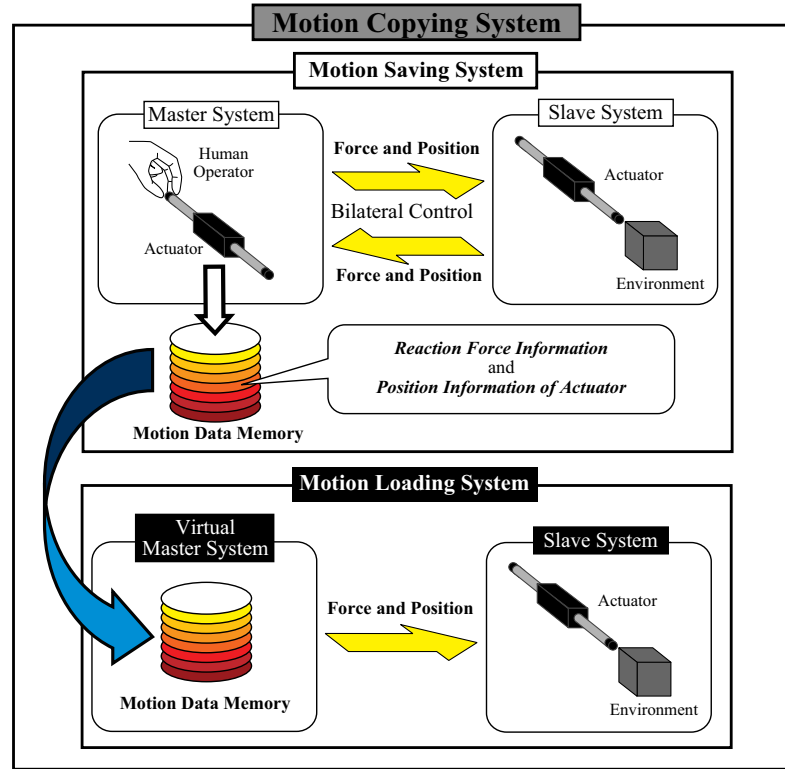 Motion Copying System
Motion Saving System
Master System
Human
Operator
Actuator
Force and Position
Bilateral Control
Force and Position
Slave System
Actuator
Environment
Reaction Force Information
and
Position Information of Actuator
Motion Data Memory
Motion Loading System
Virtual
Master System
Motion Data Memory
Force and Position
Slave System
Actuator
Environment